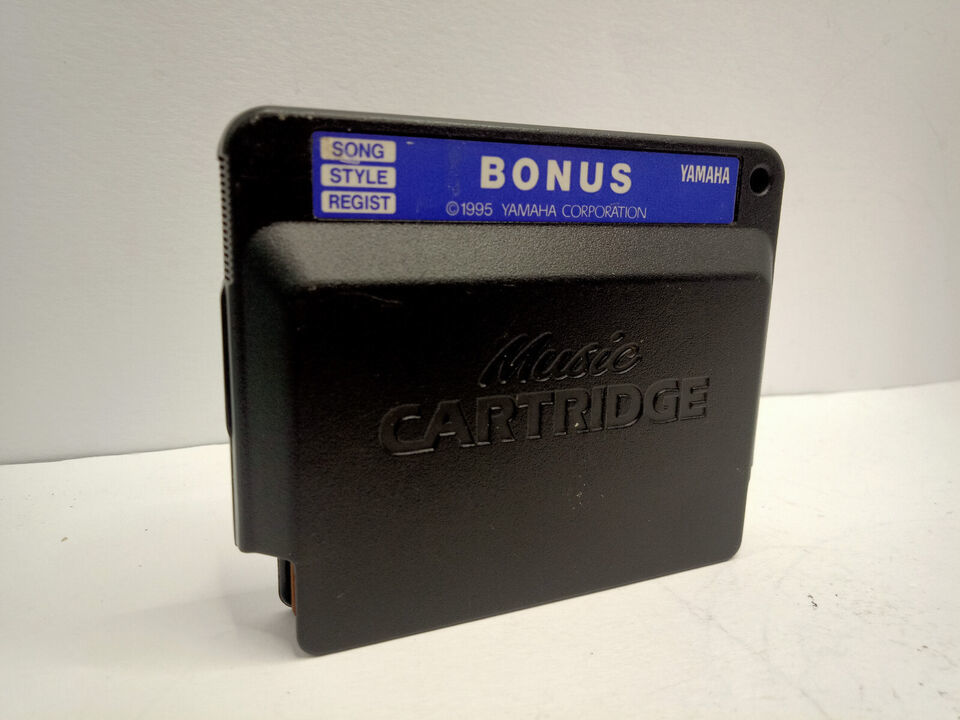 SONG
STYLE
REGIST
BONUS
YAMAHA
©1995 YAMAHA CORPORATION
Music
CARTRIDGE